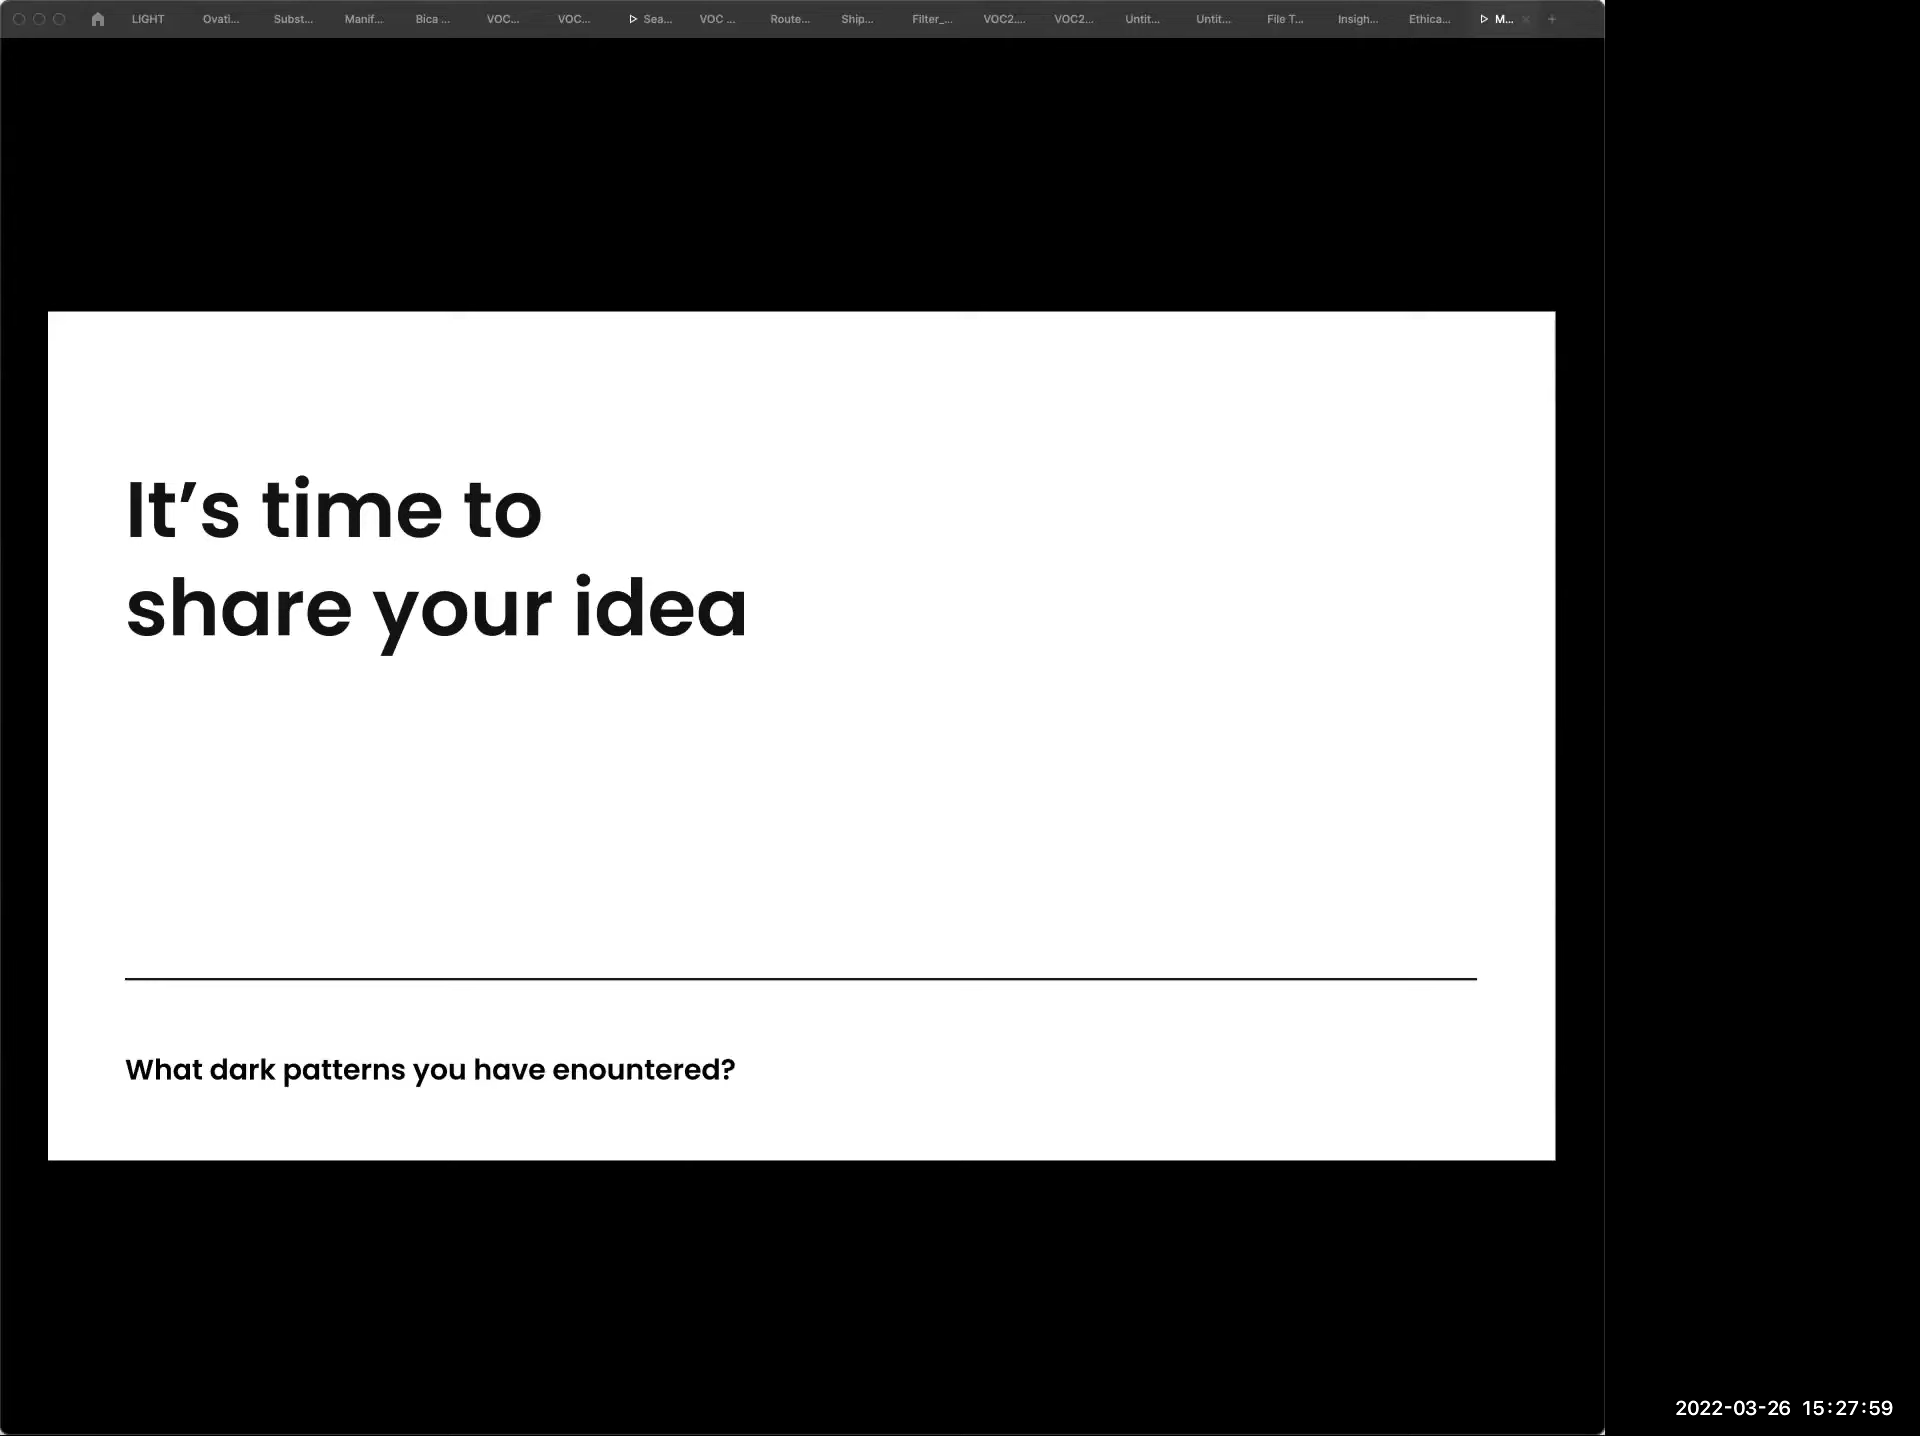 LIGHT Ovati... Subst... Manif... Bica ... VOC... VOC... Sea... VOC ... Route... Ship... Filter_... VOC2.... VOC2... Untit... Untit... File T... Insigh... Ethica... M...
It’s time to
share your idea
What dark patterns you have enountered?
2022-03-26 15:27:59